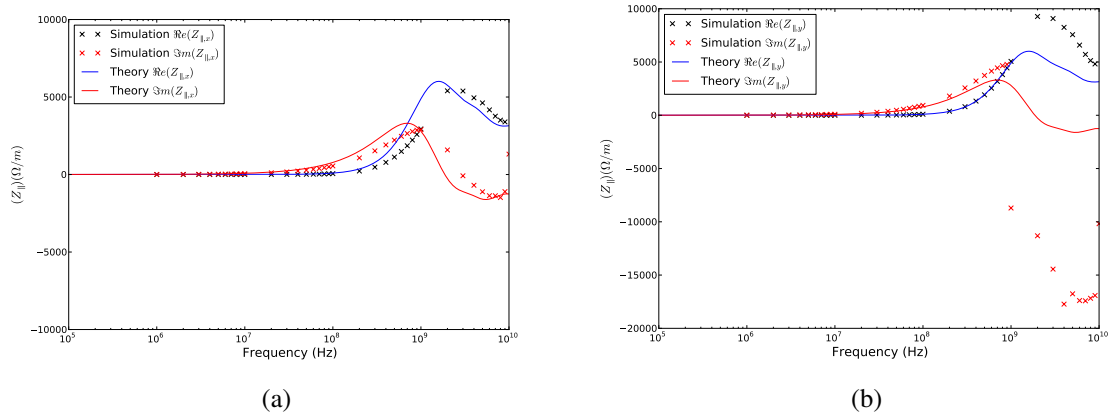 10000
5000
0
−5000
−10000
(Z∥)(Ω/m)
Simulation ℜe(Z∥,x)
Simulation ℑm(Z∥,x)
Theory ℜe(Z∥,x)
Theory ℑm(Z∥,x)
10^5 10^6 10^7 10^8 10^9 10^10
Frequency (Hz)
(a)
10000
5000
0
−5000
−10000
−15000
−20000
(Z∥)(Ω/m)
Simulation ℜe(Z∥,y)
Simulation ℑm(Z∥,y)
Theory ℜe(Z∥,y)
Theory ℑm(Z∥,y)
10^5 10^6 10^7 10^8 10^9 10^10
Frequency (Hz)
(b)